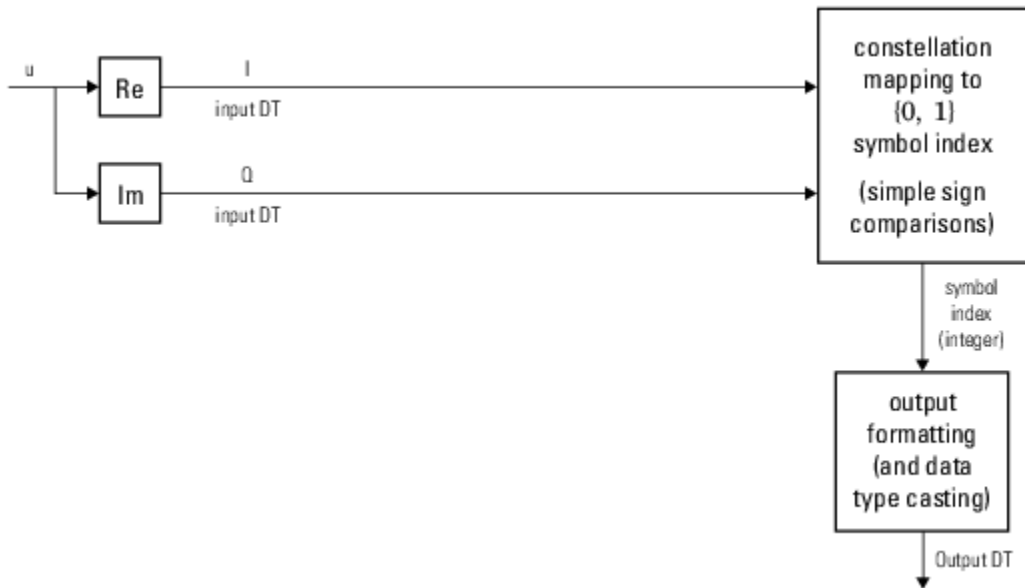 u
Re
I
input DT
Im
Q
input DT
constellation
mapping to
{0, 1}
symbol index
(simple sign
comparisons)
symbol
index
(integer)
output
formatting
(and data
type casting)
Output DT